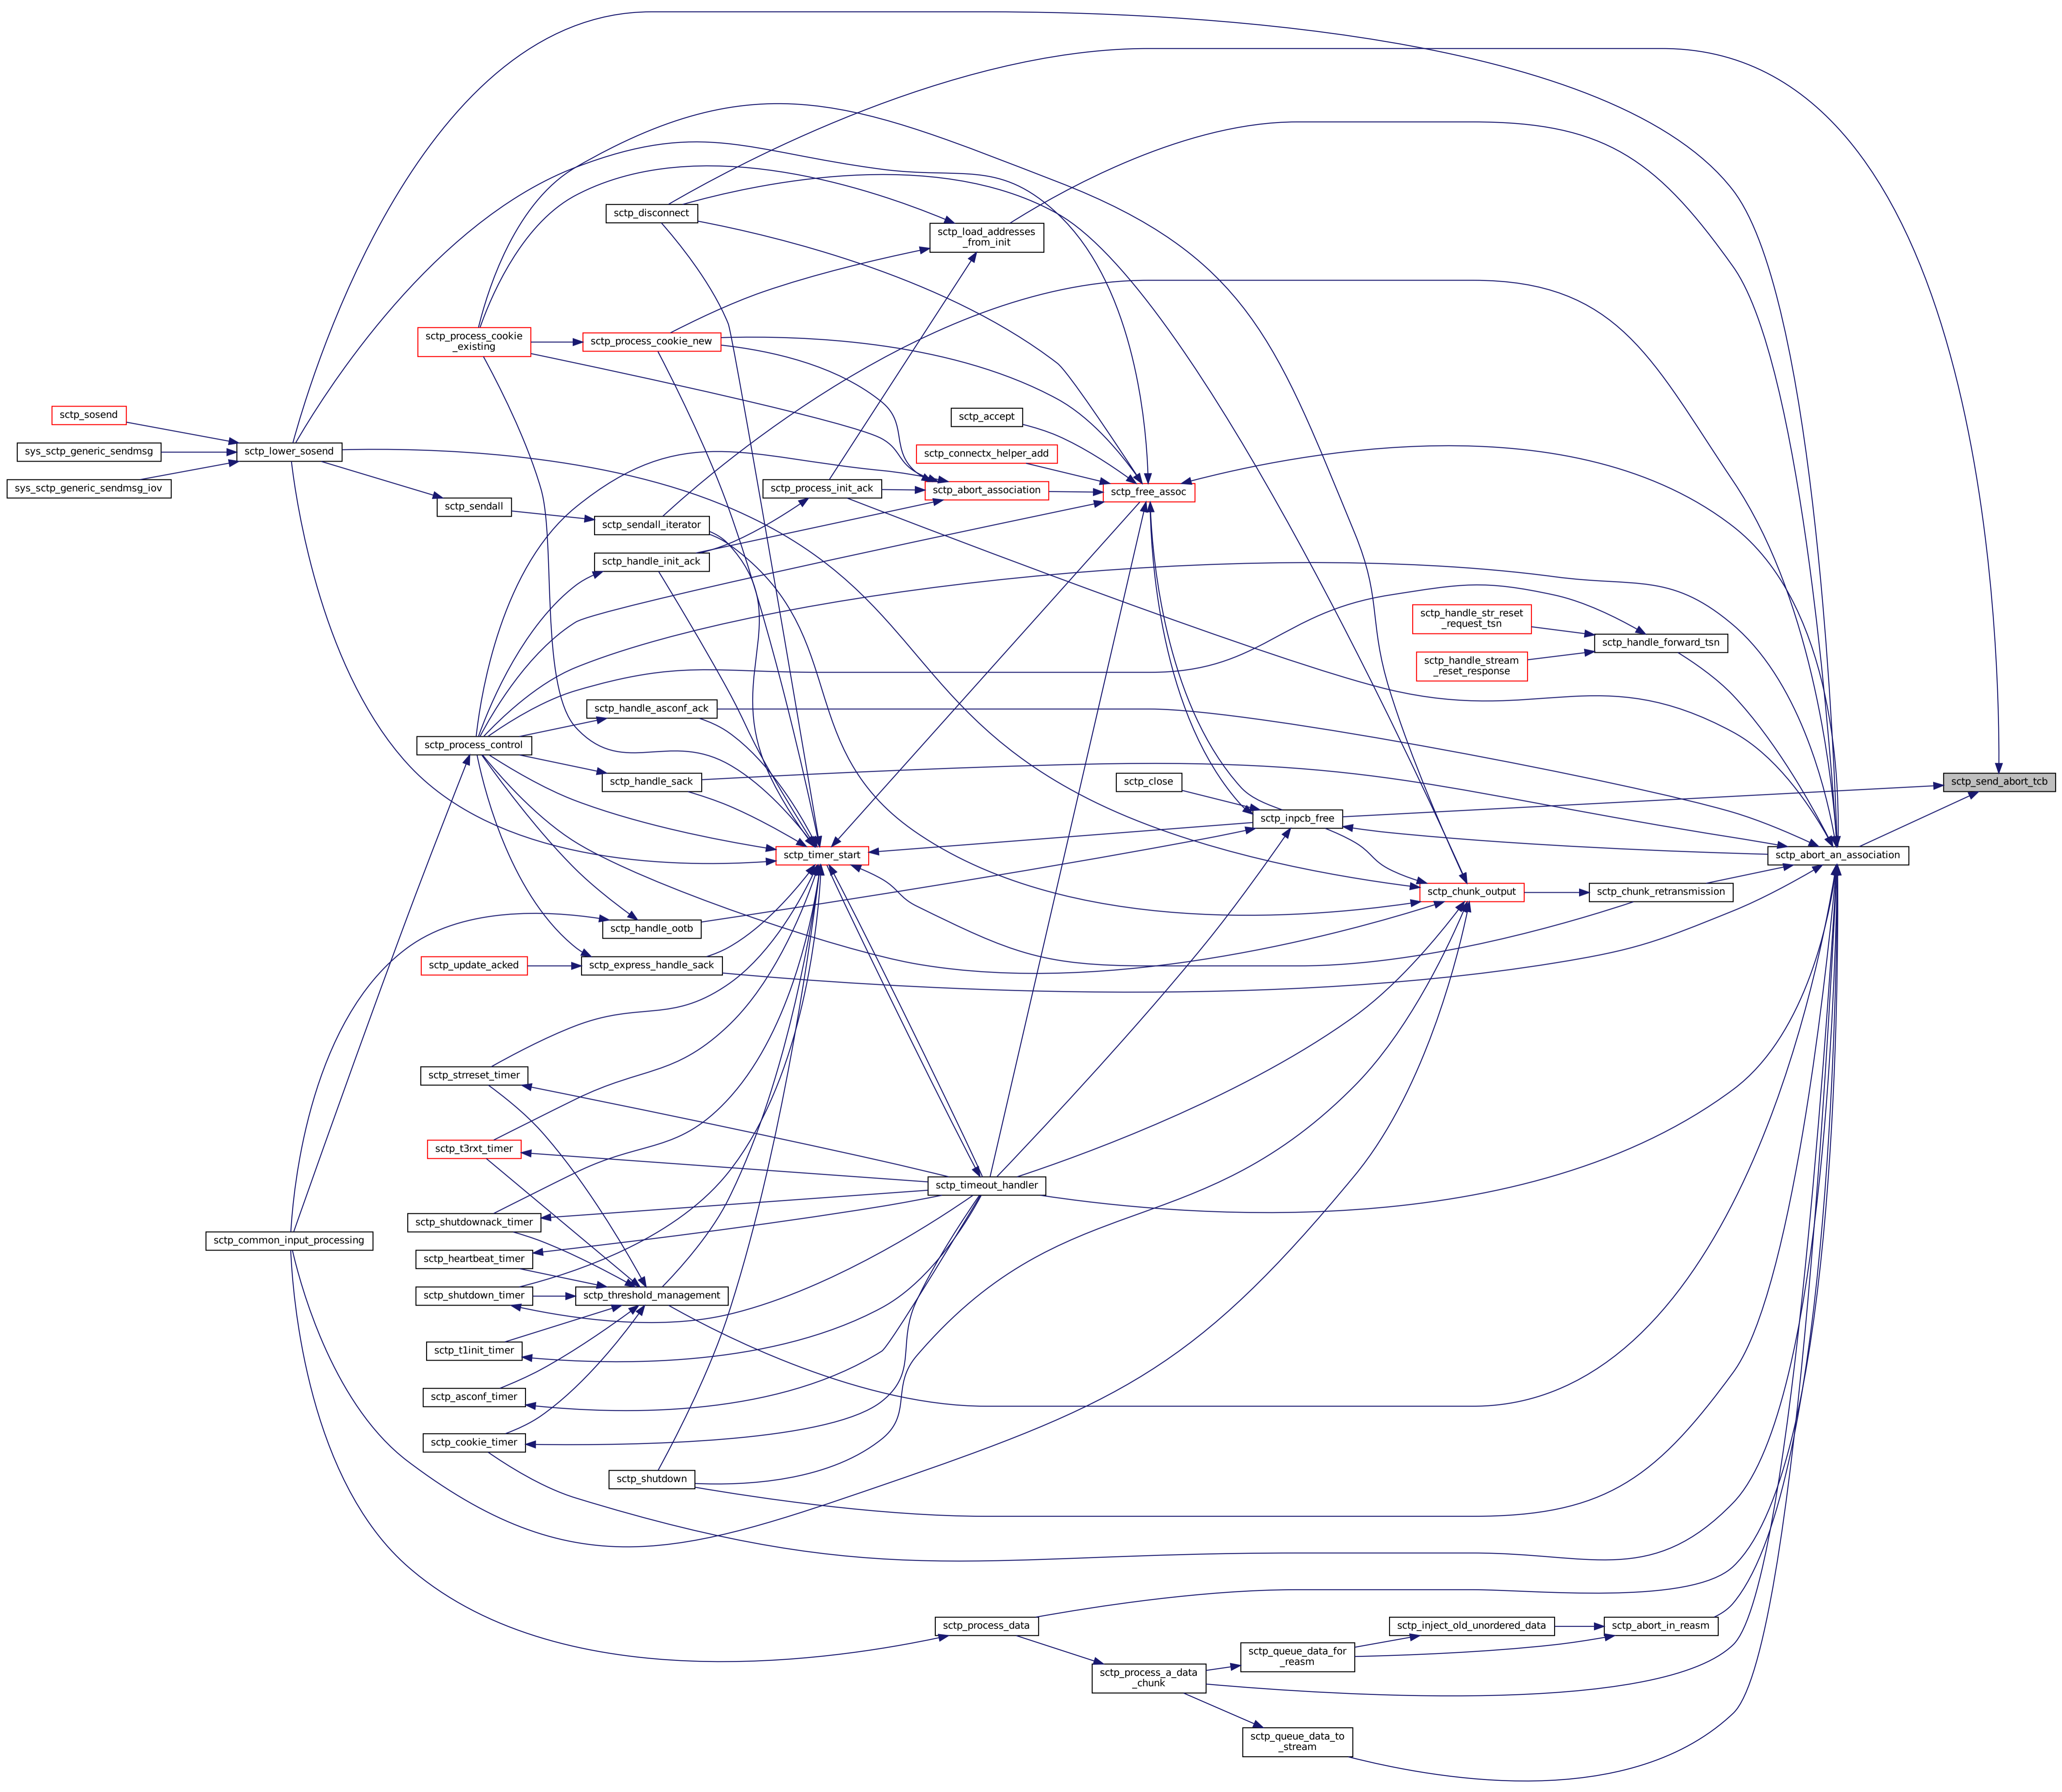 sctp_disconnect
sctp_load_addresses
_from_init
sctp_process_cookie
_existing
sctp_process_cookie_new
sctp_sosend
sctp_accept
sys_sctp_generic_sendmsg
sctp_lower_sosend
sctp_connectx_helper_add
sys_sctp_generic_sendmsg_iov
sctp_process_init_ack
sctp_abort_association
sctp_free_assoc
sctp_sendall
sctp_sendall_iterator
sctp_handle_init_ack
sctp_handle_str_reset
_request_tsn
sctp_handle_forward_tsn
sctp_handle_stream
_reset_response
sctp_handle_asconf_ack
sctp_process_control
sctp_handle_sack
sctp_close
sctp_send_abort_tcb
sctp_inpcb_free
sctp_timer_start
sctp_abort_an_association
sctp_chunk_output
sctp_chunk_retransmission
sctp_handle_ootb
sctp_update_acked
sctp_express_handle_sack
sctp_strreset_timer
sctp_t3rxt_timer
sctp_timeout_handler
sctp_shutdownack_timer
sctp_common_input_processing
sctp_heartbeat_timer
sctp_shutdown_timer
sctp_threshold_management
sctp_t1init_timer
sctp_asconf_timer
sctp_cookie_timer
sctp_shutdown
sctp_process_data
sctp_inject_old_unordered_data
sctp_abort_in_reasm
sctp_queue_data_for
_reasm
sctp_process_a_data
_chunk
sctp_queue_data_to
_stream